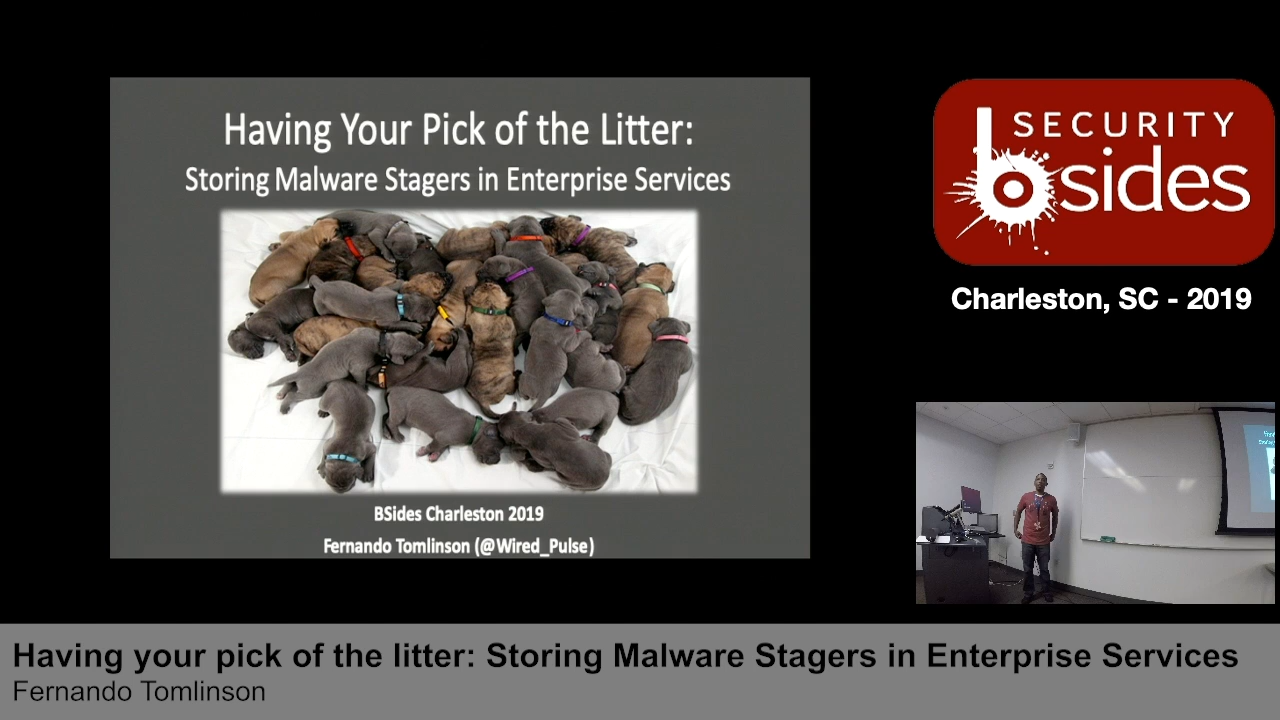 Having Your Pick of the Litter:
Storing Malware Stagers in Enterprise Services
BSides Charleston 2019
Fernando Tomlinson (@Wired_Pulse)
SECURITY
bsides
Charleston, SC - 2019
Having your pick of the litter: Storing Malware Stagers in Enterprise Services
Fernando Tomlinson